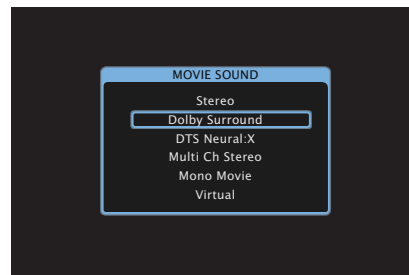 MOVIE SOUND
Stereo
Dolby Surround
DTS Neural:X
Multi Ch Stereo
Mono Movie
Virtual